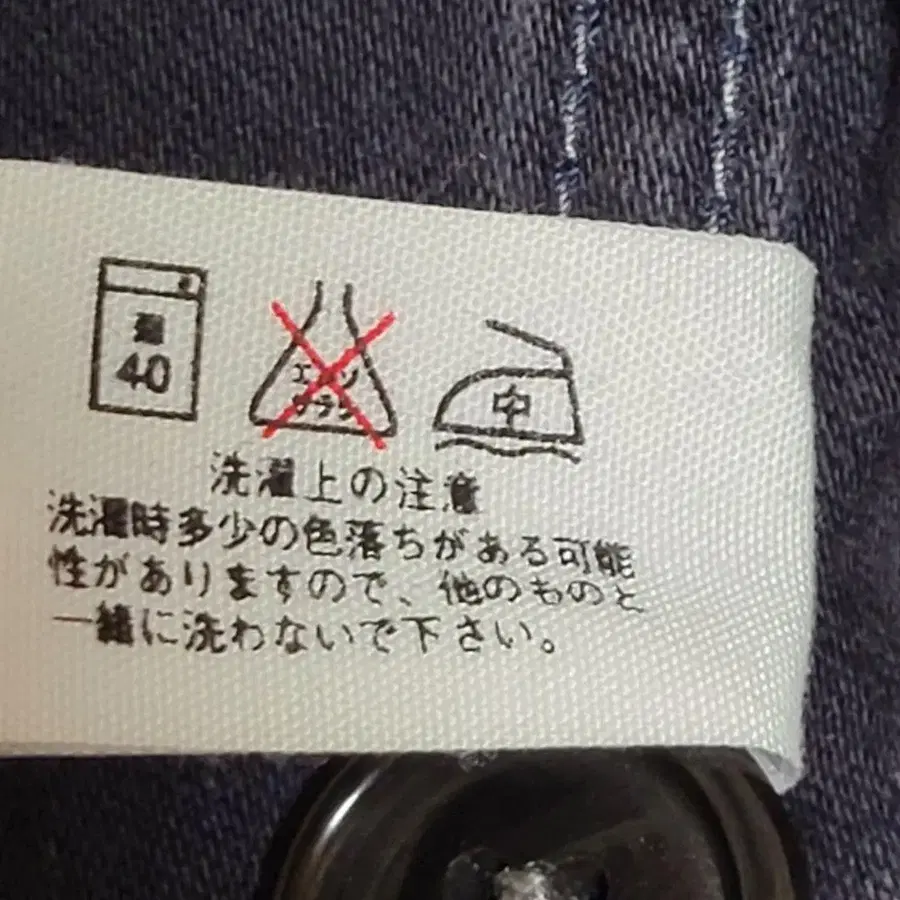 40
エンソ
サラシ
中
洗濯上の注意
洗濯時多少の色落ちがある可能
性がありますので、他のものと
一緒に洗わないで下さい。